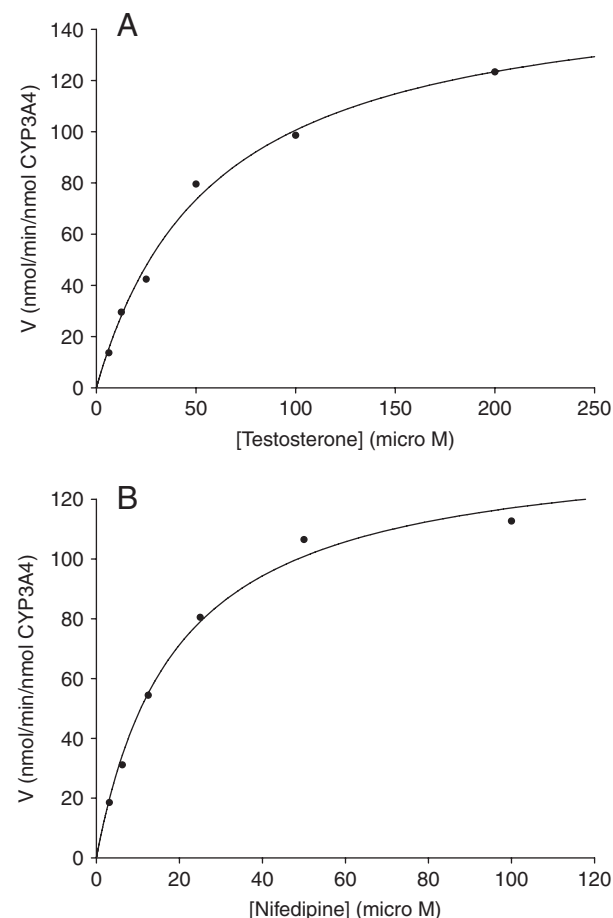 A
140
120
100
80
60
40
20
0
V (nmol/min/nmol CYP3A4)
0 50 100 150 200 250
[Testosterone] (micro M)
B
120
100
80
60
40
20
0
V (nmol/min/nmol CYP3A4)
0 20 40 60 80 100 120
[Nifedipine] (micro M)